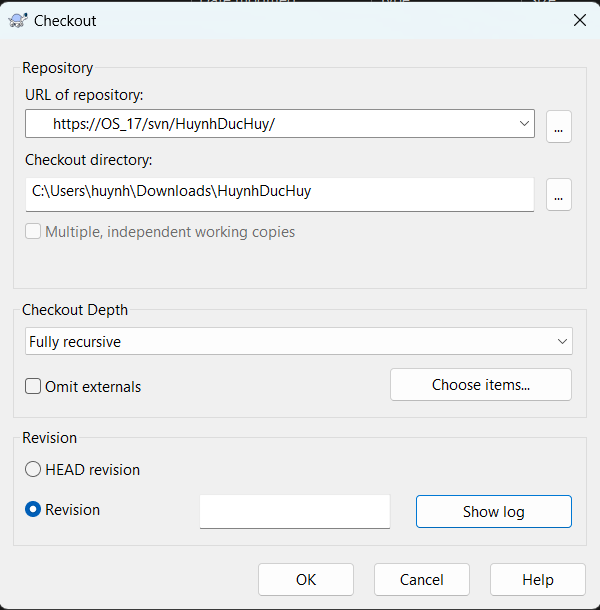 Checkout
Repository
URL of repository:
https://OS_17/svn/HuynhDucHuy/
...
Checkout directory:
C:\Users\huynh\Downloads\HuynhDucHuy
...
Multiple, independent working copies
Checkout Depth
Fully recursive
Omit externals
Choose items...
Revision
HEAD revision
Revision
Show log
OK
Cancel
Help